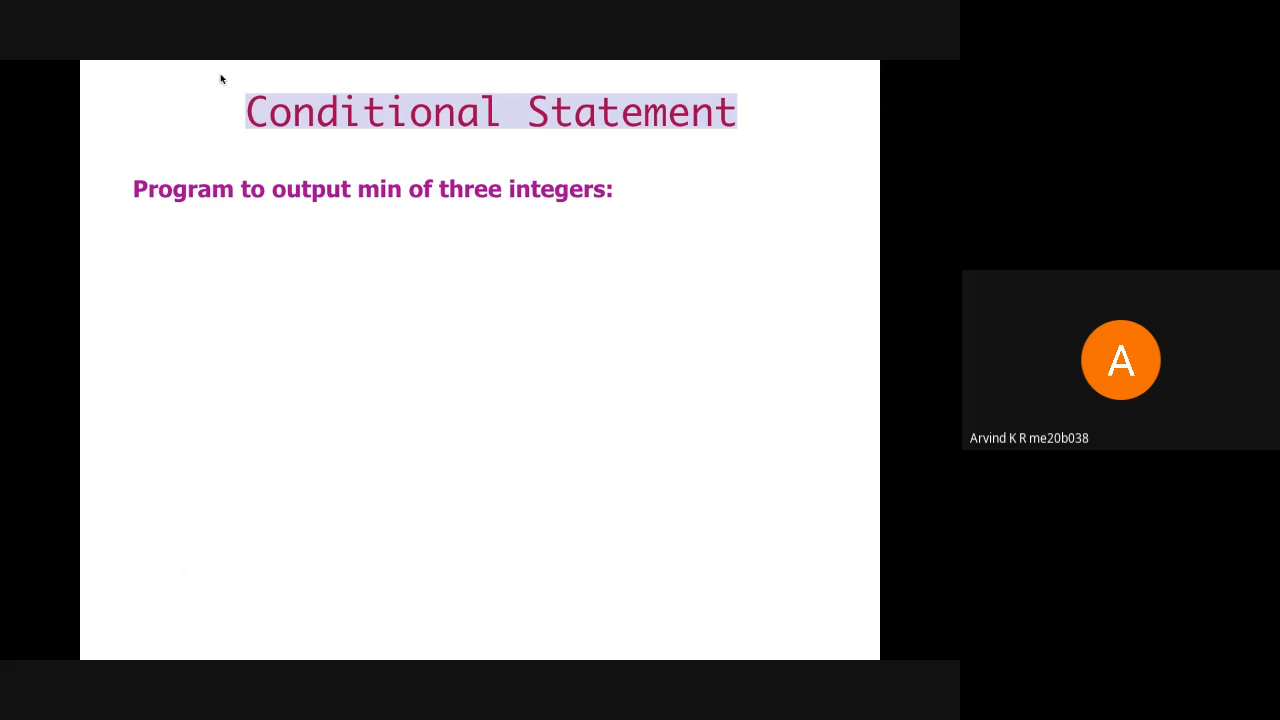 Conditional Statement
Program to output min of three integers:
A
Arvind K R me20b038